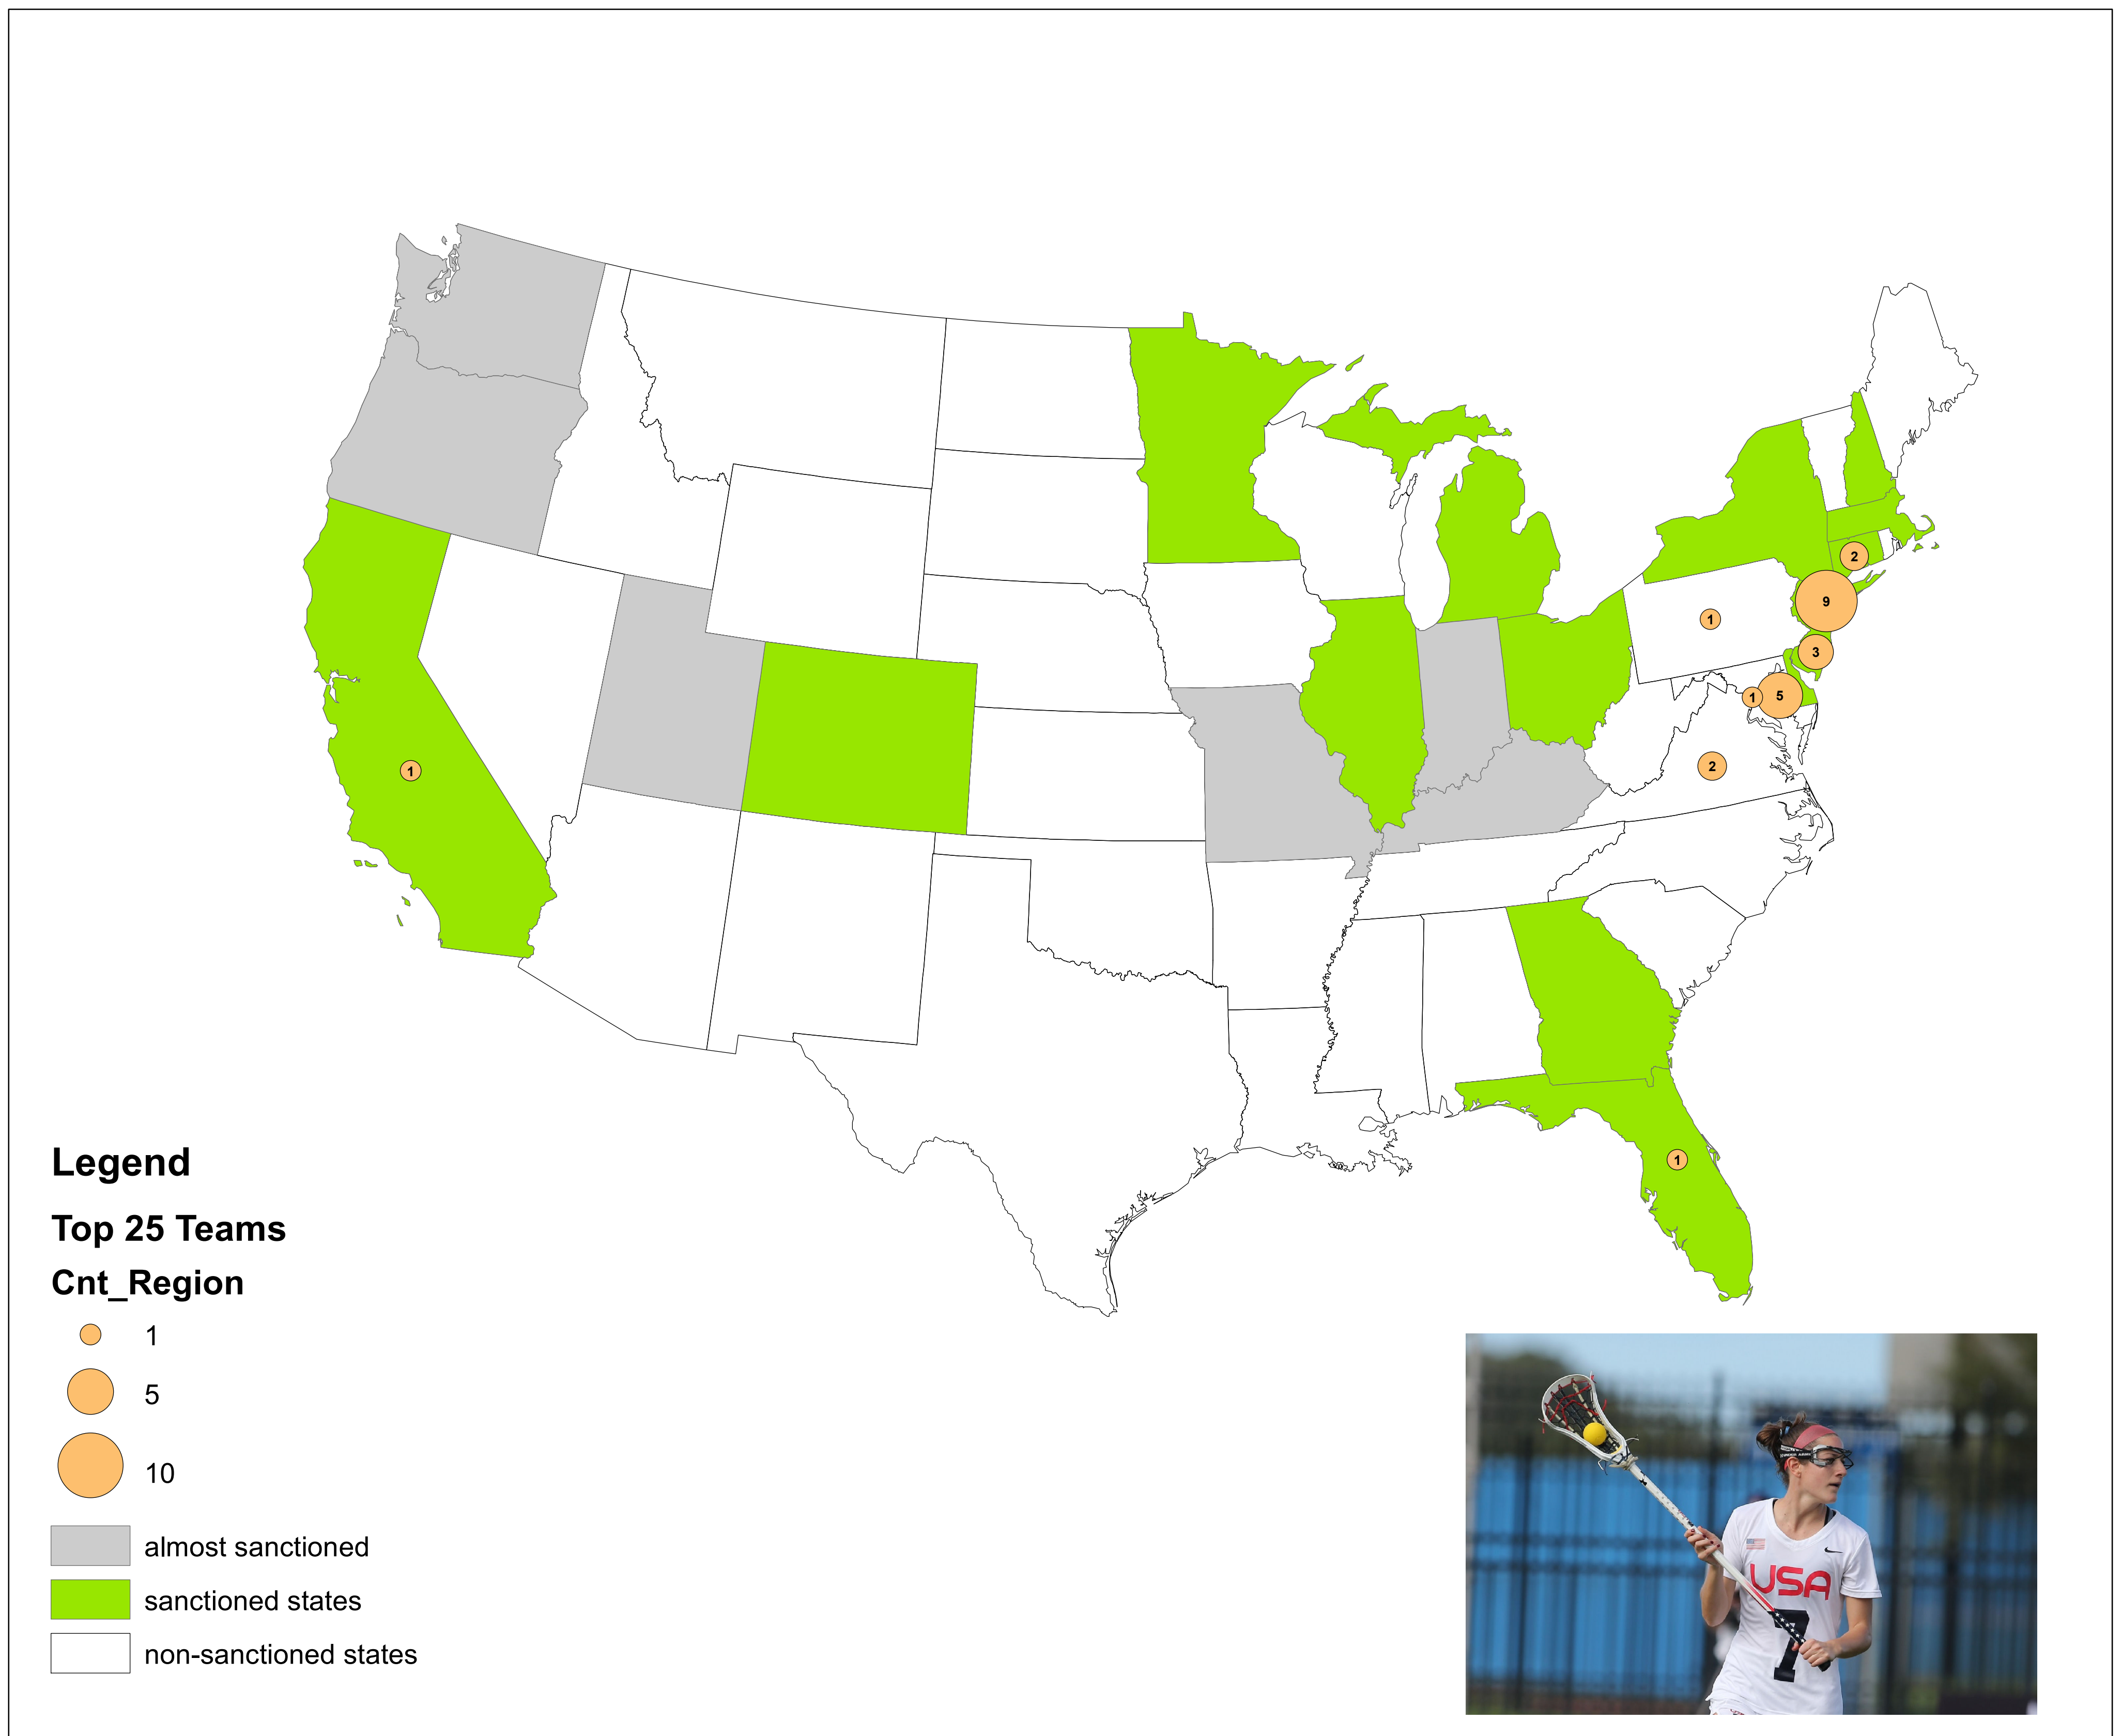 2
9
1
3
1
5
2
1
1
Legend
Top 25 Teams
Cnt_Region
1
5
10
almost sanctioned
sanctioned states
non-sanctioned states
USA
7